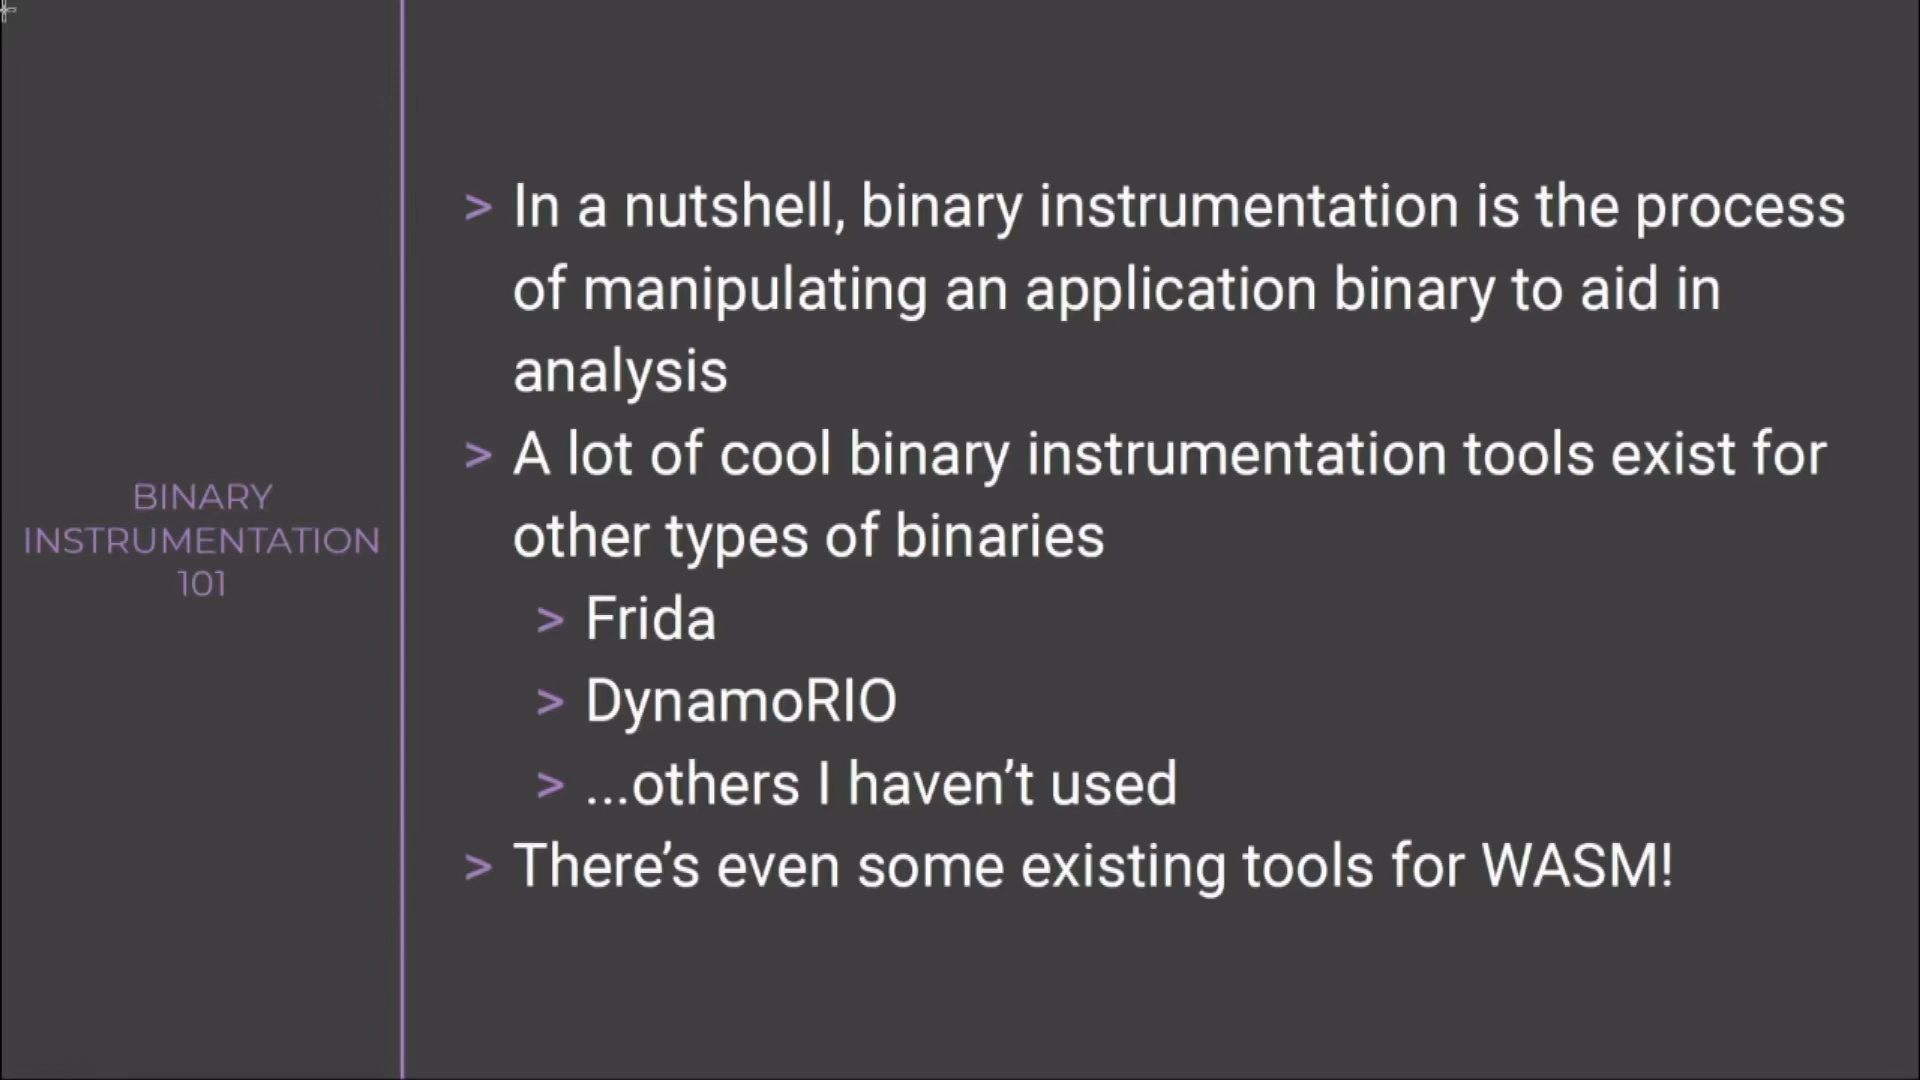 BINARY
INSTRUMENTATION
101
> In a nutshell, binary instrumentation is the process
of manipulating an application binary to aid in
analysis
> A lot of cool binary instrumentation tools exist for
other types of binaries
> Frida
> DynamoRIO
> ...others I haven’t used
> There’s even some existing tools for WASM!